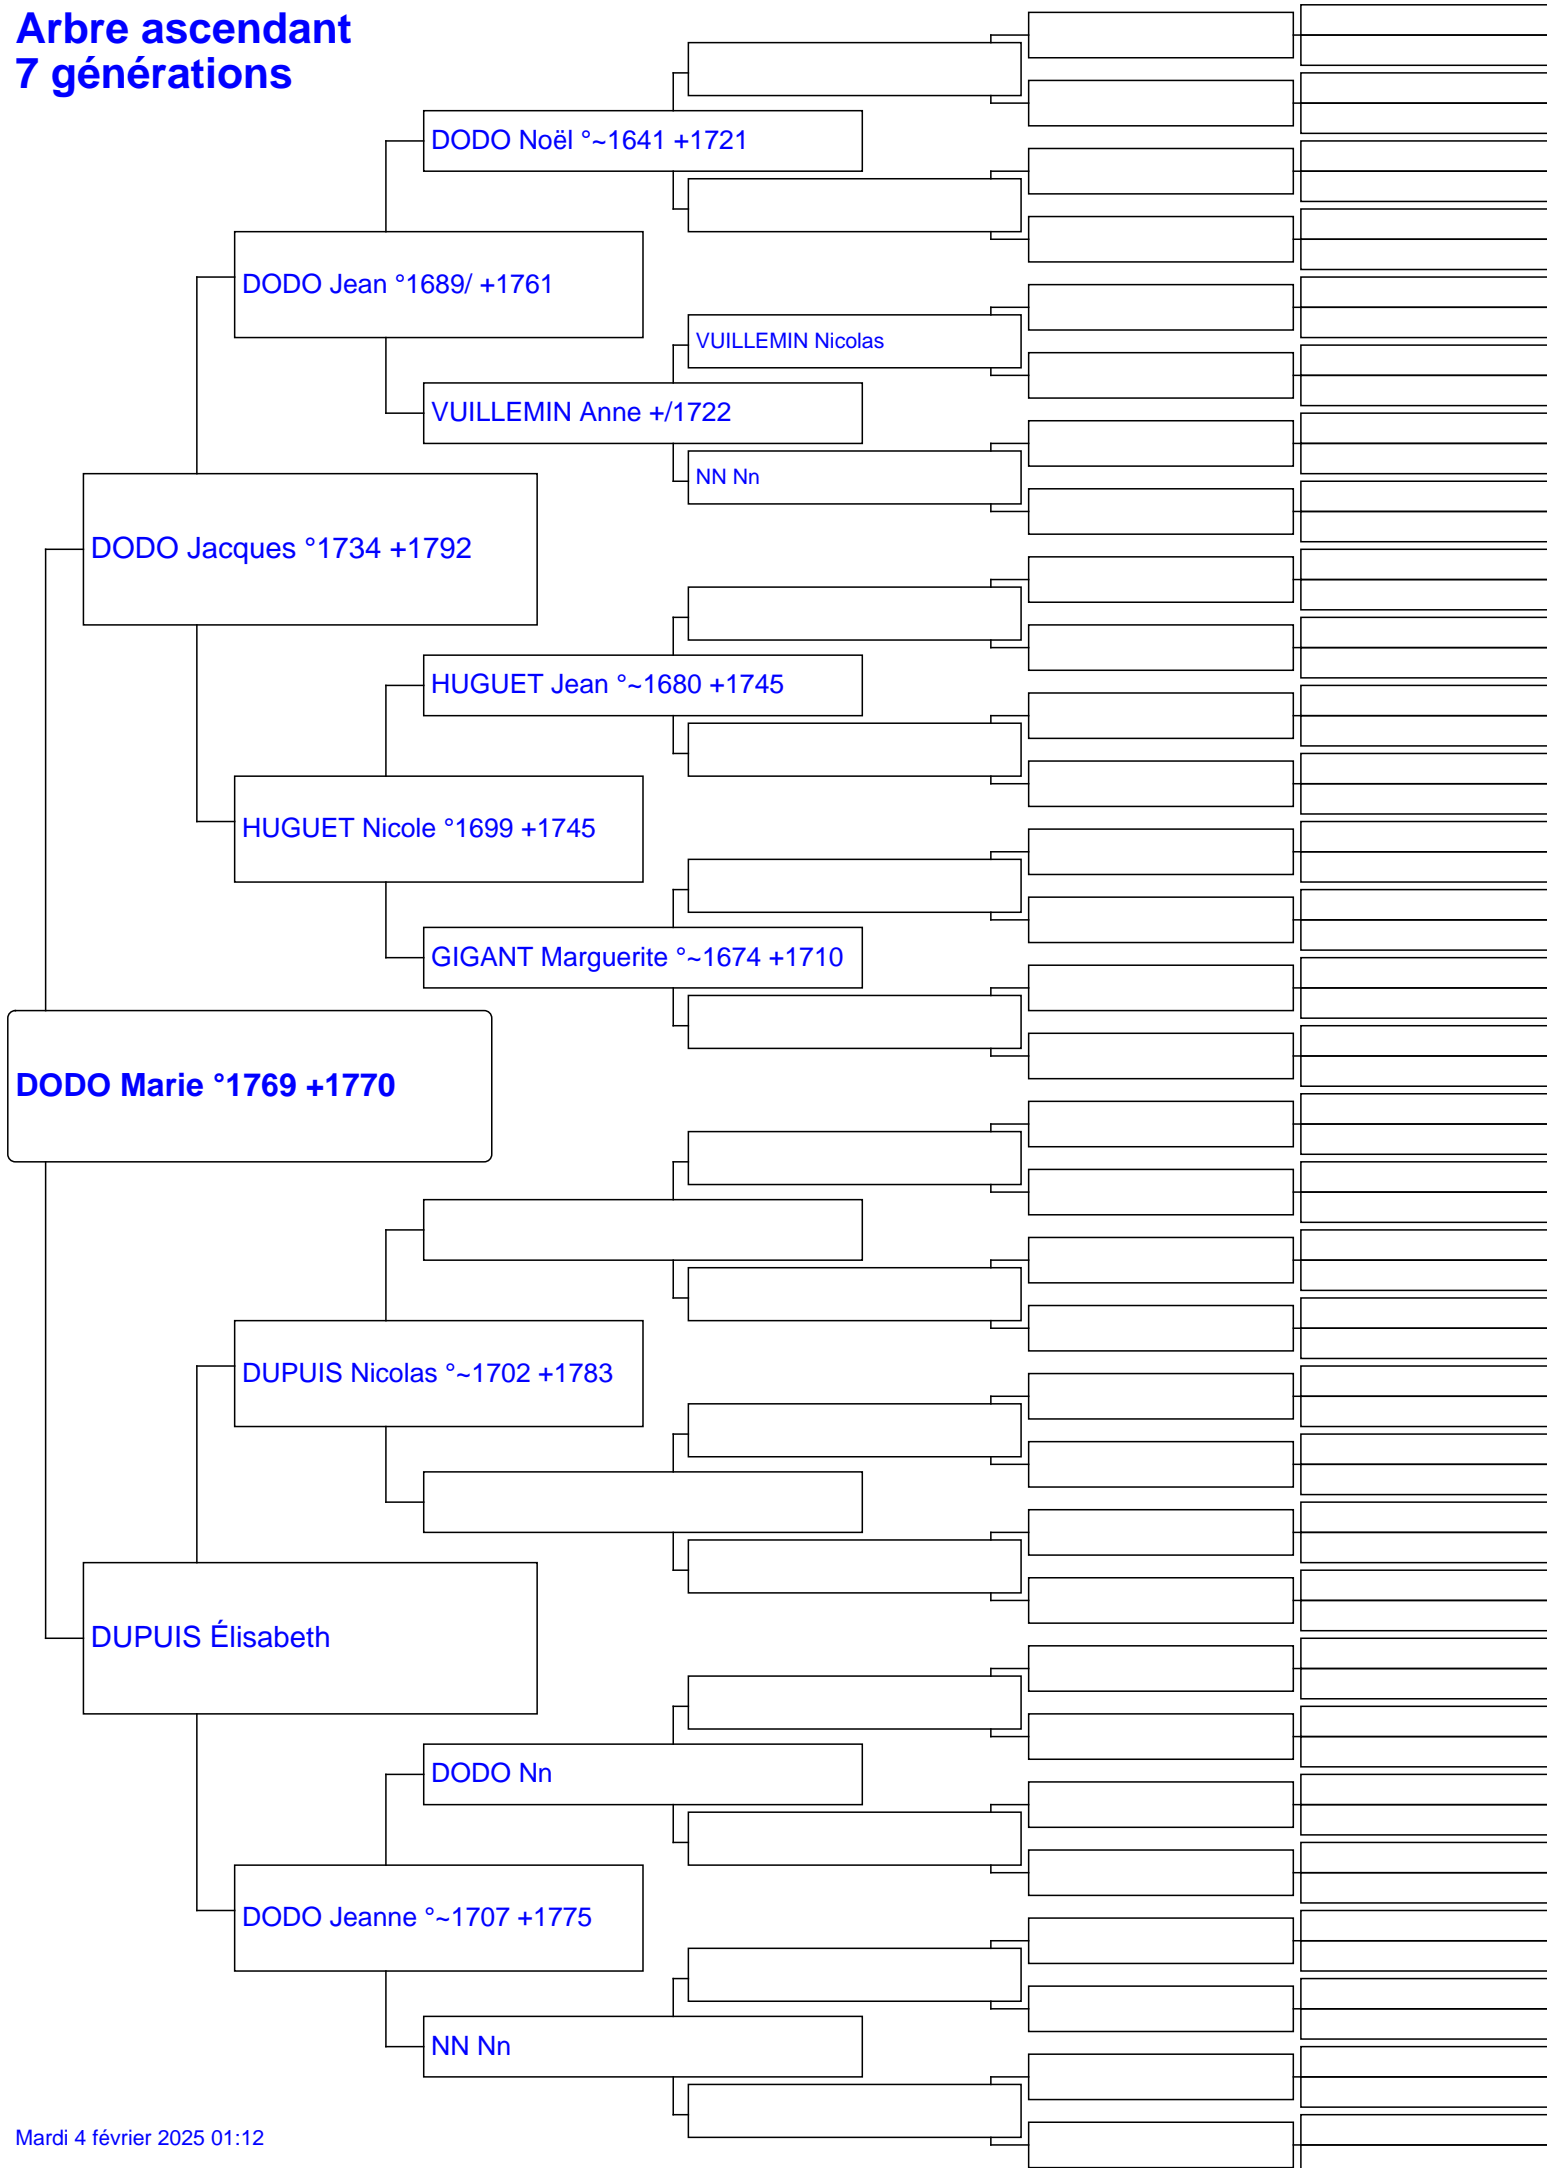 Arbre ascendant
7 générations
DODO Noël °~1641 +1721
DODO Jean °1689/ +1761
VUILLEMIN Nicolas
VUILLEMIN Anne +/1722
NN Nn
DODO Jacques °1734 +1792
HUGUET Jean °~1680 +1745
HUGUET Nicole °1699 +1745
GIGANT Marguerite °~1674 +1710
DODO Marie °1769 +1770
DUPUIS Nicolas °~1702 +1783
DUPUIS Élisabeth
DODO Nn
DODO Jeanne °~1707 +1775
NN Nn
Mardi 4 février 2025 01:12